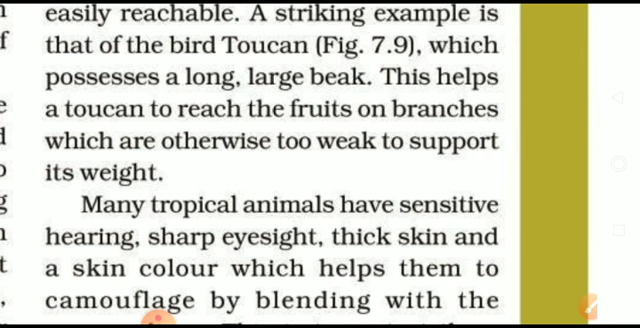 easily reachable. A striking example is
that of the bird Toucan (Fig. 7.9), which
possesses a long, large beak. This helps
a toucan to reach the fruits on branches
which are otherwise too weak to support
its weight.
Many tropical animals have sensitive
hearing, sharp eyesight, thick skin and
a skin colour which helps them to
camouflage by blending with the